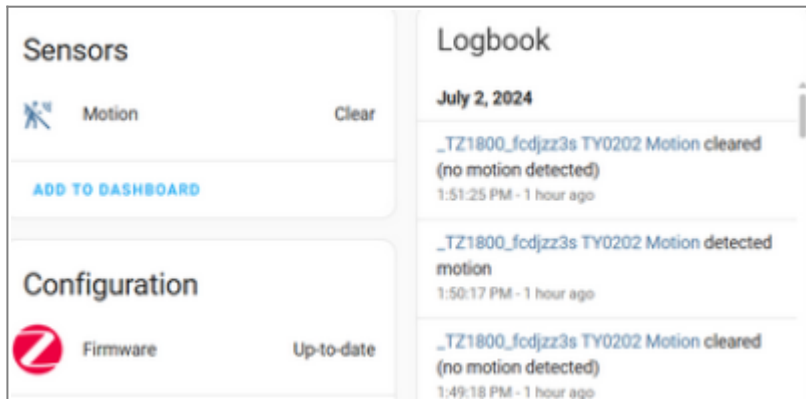 Sensors
Motion Clear
ADD TO DASHBOARD
Configuration
Firmware Up-to-date
Logbook
July 2, 2024
_TZ1800_fcdjzz3s TY0202 Motion cleared
(no motion detected)
1:51:25 PM - 1 hour ago
_TZ1800_fcdjzz3s TY0202 Motion detected
motion
1:50:17 PM - 1 hour ago
_TZ1800_fcdjzz3s TY0202 Motion cleared
(no motion detected)
1:49:18 PM - 1 hour ago